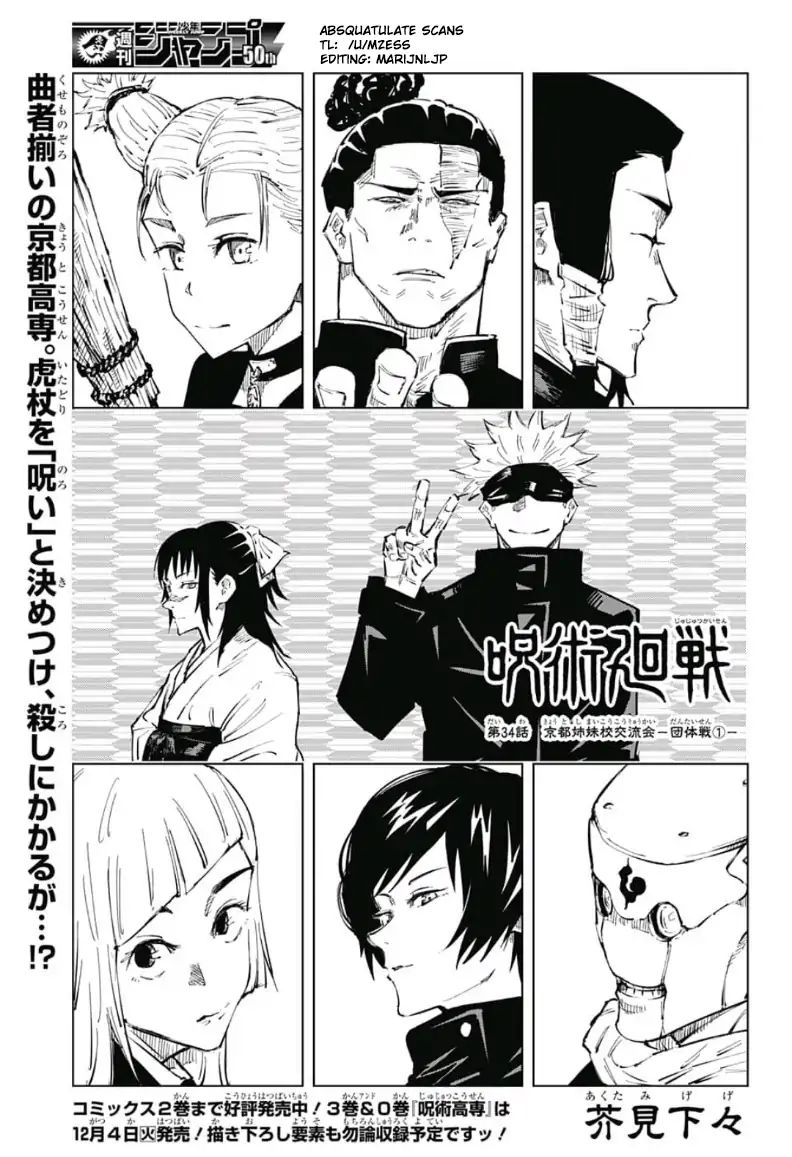 週刊
少年
ジャンプ
50th
ABSQUATULATE SCANS
TL: /U/MZESS
EDITING: MARIJNLJP
曲者揃いの京都高専。虎杖を「呪い」と決めつけ、殺しにかかるが…!?
呪術廻戦
第34話 京都姉妹校交流会－団体戦①－
コミックス2巻まで好評発売中!3巻&0巻『呪術高専』は
12月4日火発売!描き下ろし要素も勿論収録予定ですッ!
芥見下々